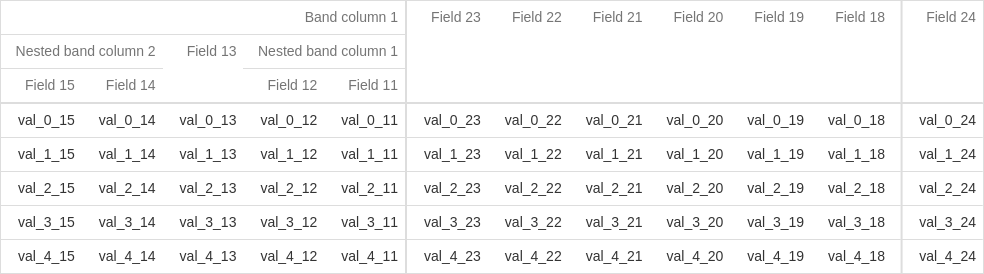 Band column 1 Field 23 Field 22 Field 21 Field 20 Field 19 Field 18 Field 24
Nested band column 2 Field 13 Nested band column 1
Field 15 Field 14 Field 12 Field 11
val_0_15 val_0_14 val_0_13 val_0_12 val_0_11 val_0_23 val_0_22 val_0_21 val_0_20 val_0_19 val_0_18 val_0_24
val_1_15 val_1_14 val_1_13 val_1_12 val_1_11 val_1_23 val_1_22 val_1_21 val_1_20 val_1_19 val_1_18 val_1_24
val_2_15 val_2_14 val_2_13 val_2_12 val_2_11 val_2_23 val_2_22 val_2_21 val_2_20 val_2_19 val_2_18 val_2_24
val_3_15 val_3_14 val_3_13 val_3_12 val_3_11 val_3_23 val_3_22 val_3_21 val_3_20 val_3_19 val_3_18 val_3_24
val_4_15 val_4_14 val_4_13 val_4_12 val_4_11 val_4_23 val_4_22 val_4_21 val_4_20 val_4_19 val_4_18 val_4_24